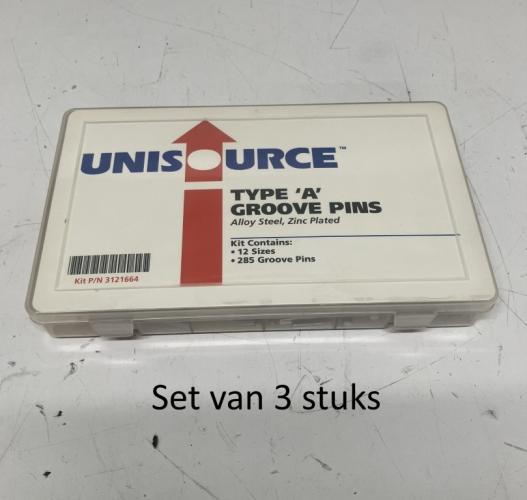 UNISOURCE™
TYPE 'A'
GROOVE PINS
Alloy Steel, Zinc Plated
Kit Contains:
• 12 Sizes
• 285 Groove Pins
Kit P/N 3121664
Set van 3 stuks